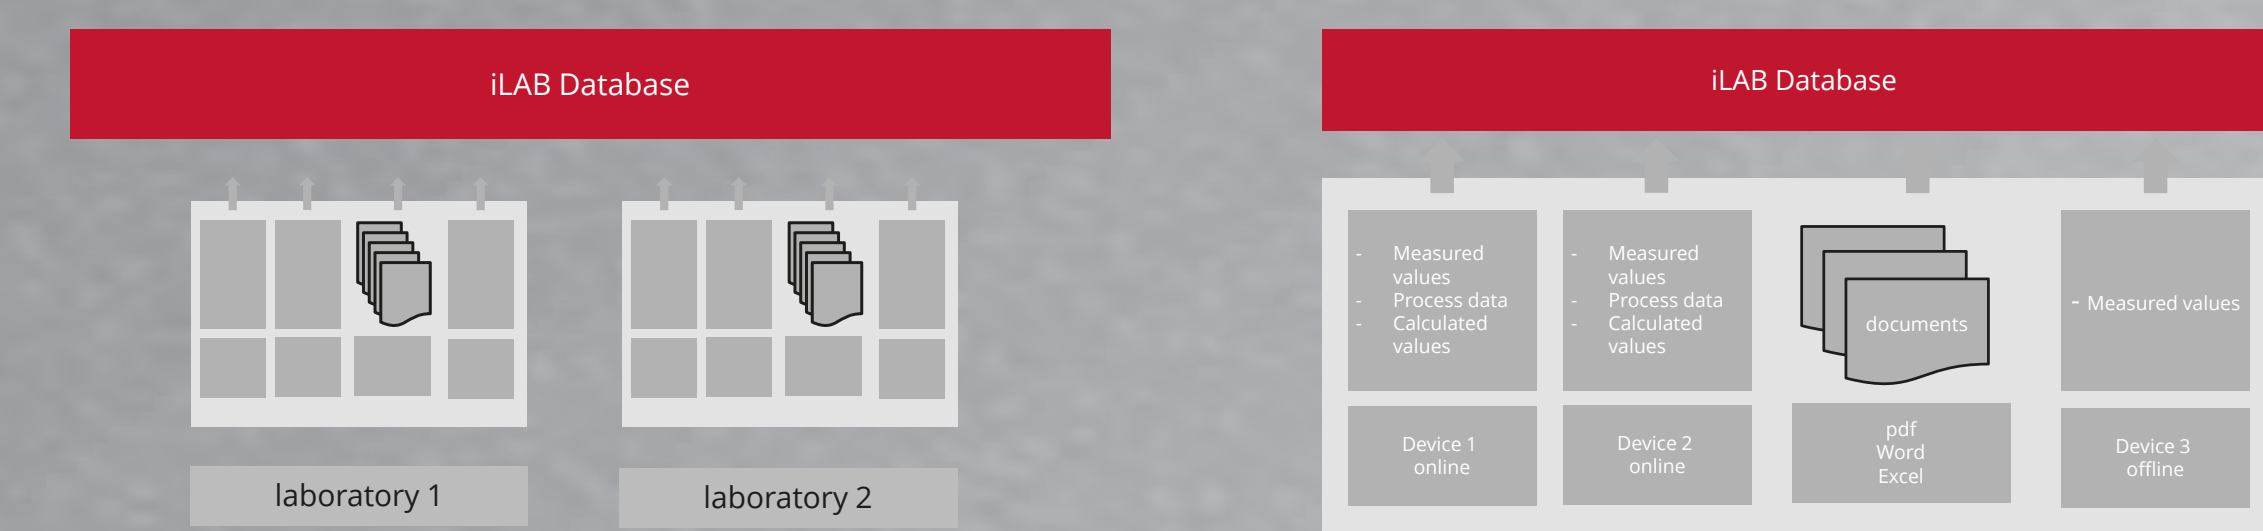 iLAB Database
laboratory 1
laboratory 2
iLAB Database
- Measured
values
- Process data
- Calculated
values
- Measured
values
- Process data
- Calculated
values
documents
- Measured values
Device 1
online
Device 2
online
pdf
Word
Excel
Device 3
offline